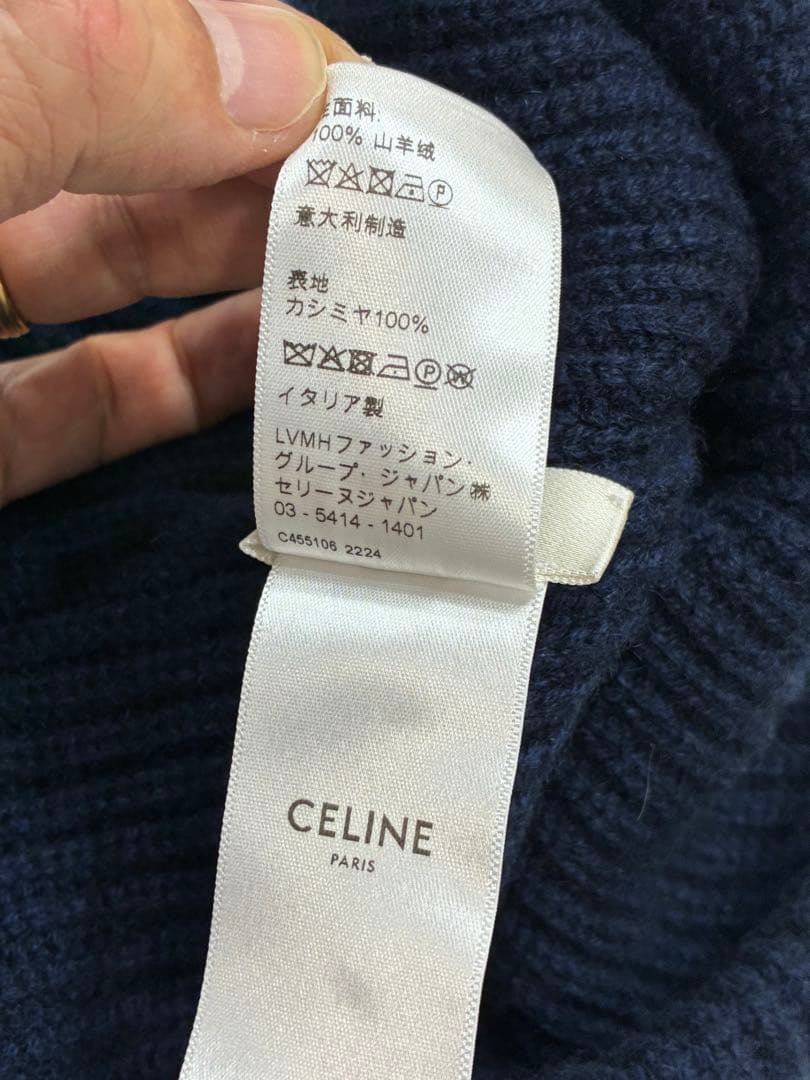 面料:
100% 山羊绒
P
意大利制造
表地
カシミヤ100%
P W
イタリア製
LVMHファッション・
グループ・ジャパン㈱
セリーヌジャパン
03 - 5414 - 1401
C455106 2224
CELINE
PARIS